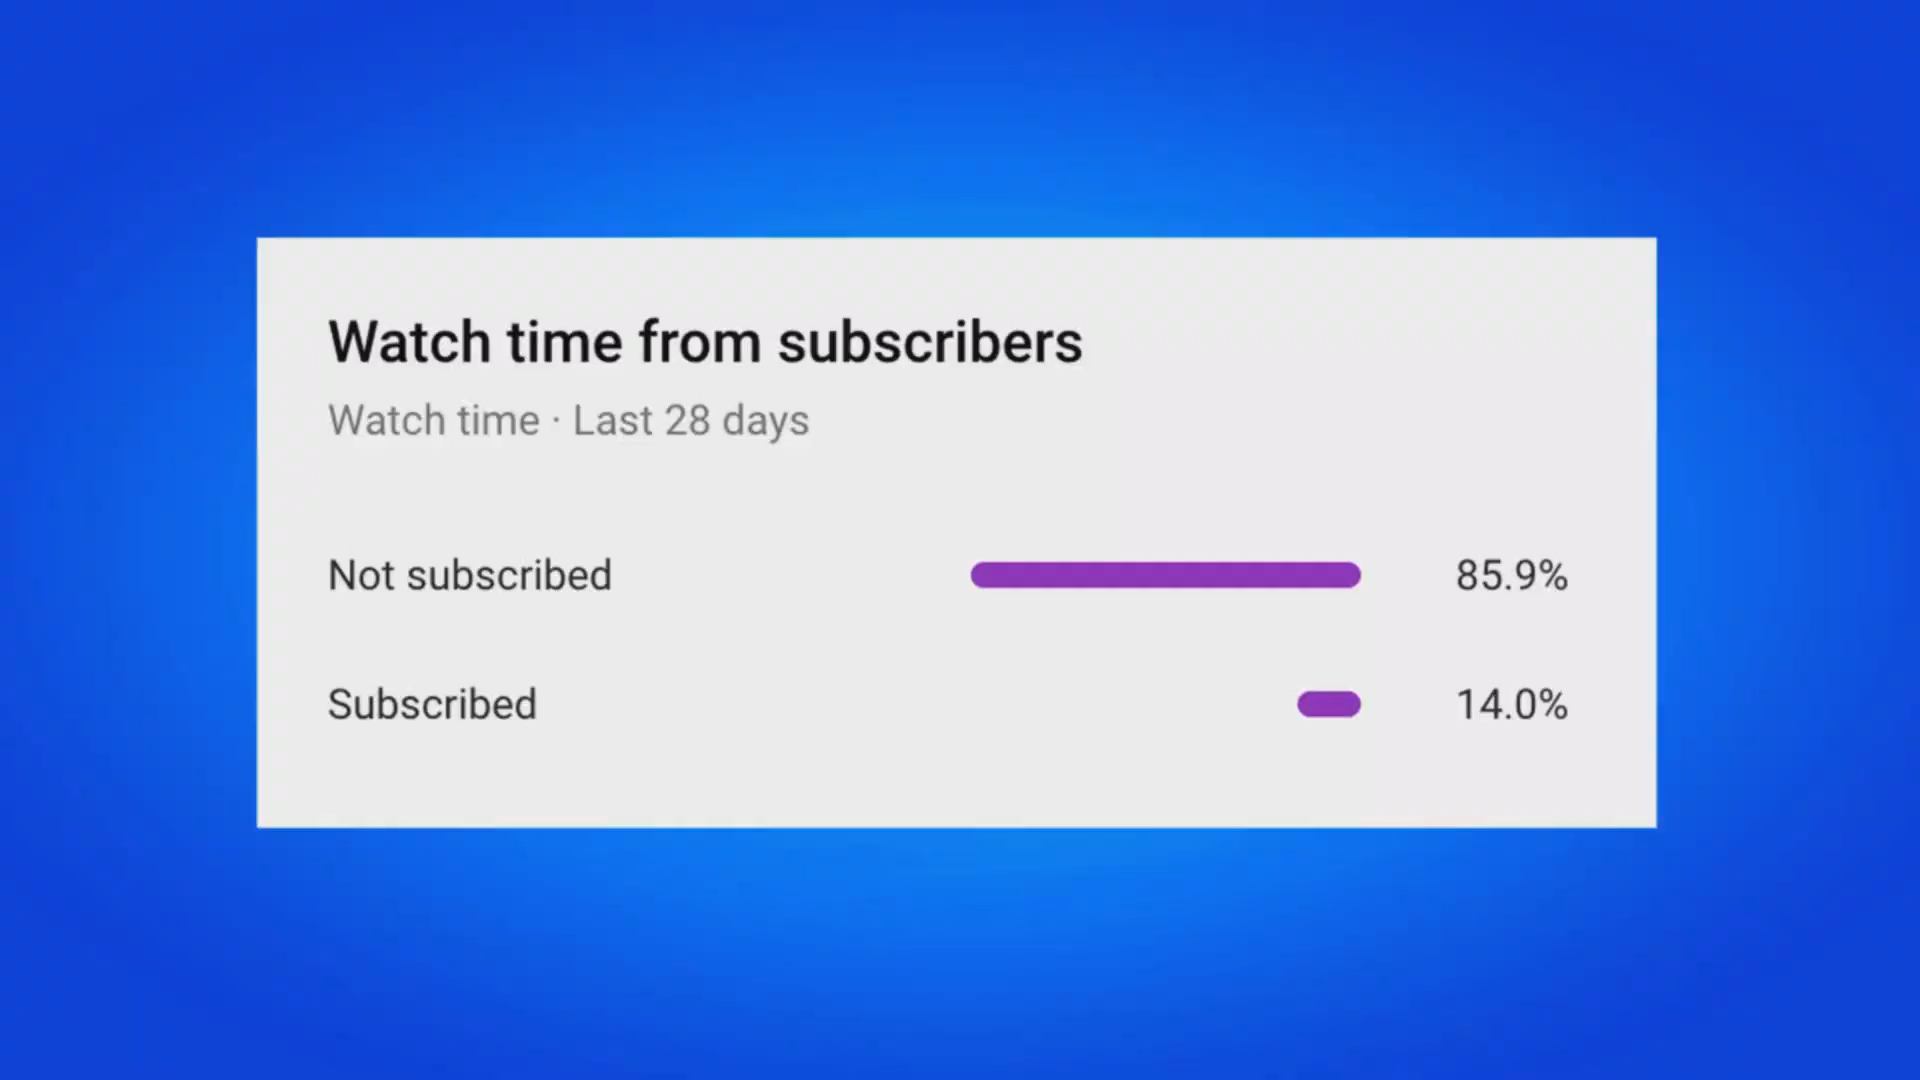 Watch time from subscribers
Watch time · Last 28 days
Not subscribed 85.9%
Subscribed 14.0%